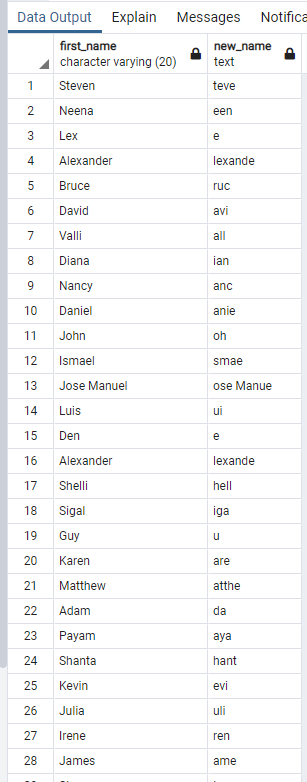 Data Output Explain Messages Notifica
first_name new_name
character varying (20) text
1 Steven teve
2 Neena een
3 Lex e
4 Alexander lexande
5 Bruce ruc
6 David avi
7 Valli all
8 Diana ian
9 Nancy anc
10 Daniel anie
11 John oh
12 Ismael smae
13 Jose Manuel ose Manue
14 Luis ui
15 Den e
16 Alexander lexande
17 Shelli hell
18 Sigal iga
19 Guy u
20 Karen are
21 Matthew atthe
22 Adam da
23 Payam aya
24 Shanta hant
25 Kevin evi
26 Julia uli
27 Irene ren
28 James ame